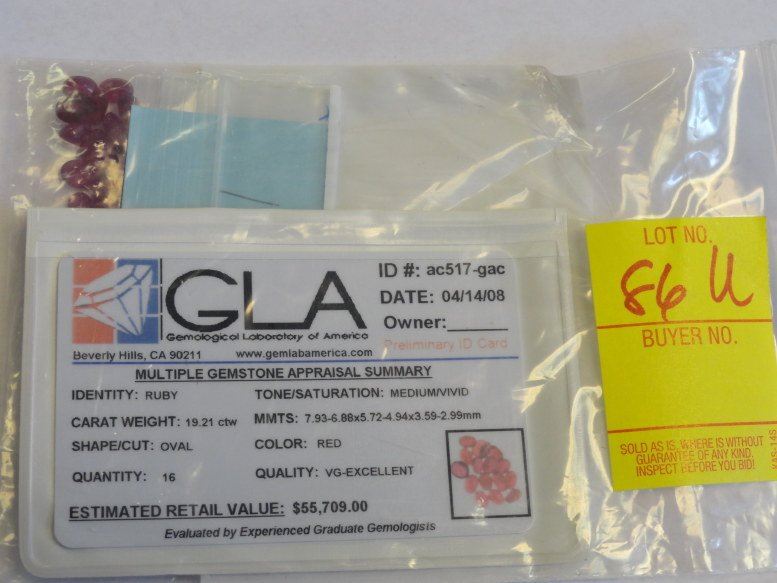 GLA
Gemological Laboratory of America
Beverly Hills, CA 90211 www.gemlabamerica.com
ID #: ac517-gac
DATE: 04/14/08
Owner:______
Preliminary ID Card
MULTIPLE GEMSTONE APPRAISAL SUMMARY
IDENTITY: RUBY TONE/SATURATION: MEDIUM/VIVID
CARAT WEIGHT: 19.21 ctw MMTS: 7.93-6.88x5.72-4.94x3.59-2.99mm
SHAPE/CUT: OVAL COLOR: RED
QUANTITY: 16 QUALITY: VG-EXCELLENT
ESTIMATED RETAIL VALUE: $55,709.00
Evaluated by Experienced Graduate Gemologists
LOT NO.
86 U
BUYER NO.
SOLD AS IS, WHERE IS WITHOUT
GUARANTEE OF ANY KIND.
INSPECT BEFORE YOU BID!